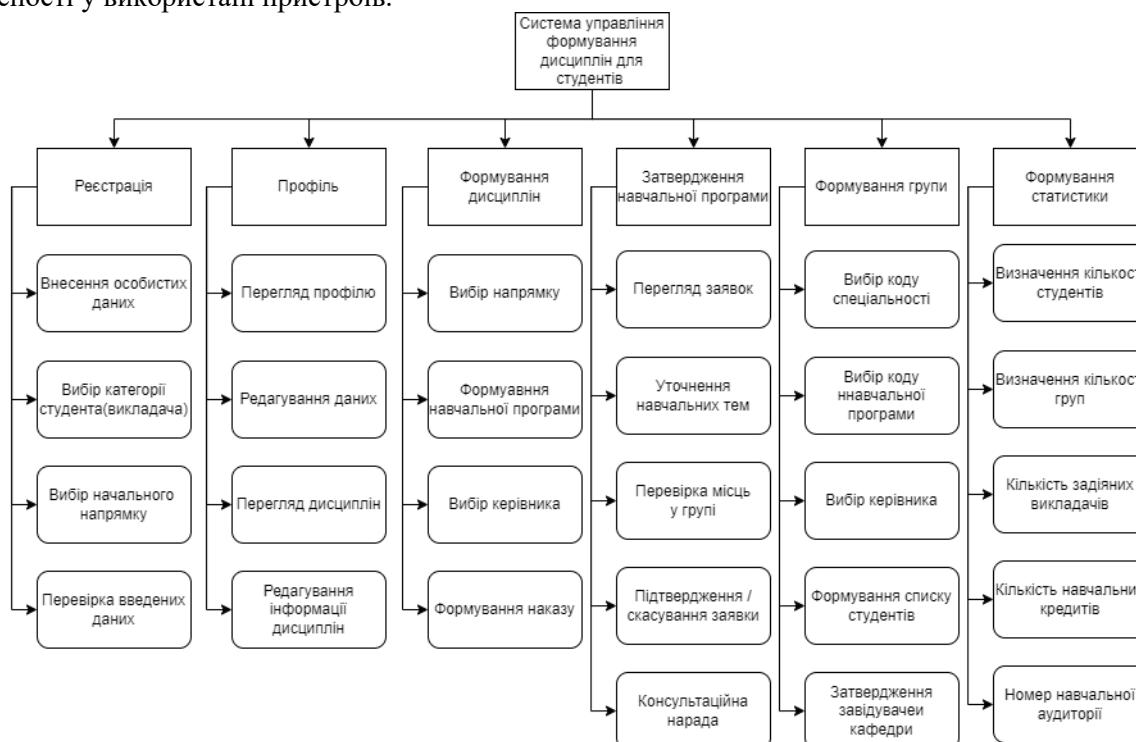 у використані пристроїв.
Система управління
формування
дисциплін для
студентів
Реєстрація
Профіль
Формування
дисциплін
Затвердження
навчальної програми
Формування групи
Формування
статистики
Внесення особистих
даних
Перегляд профілю
Вибір напрямку
Перегляд заявок
Вибір коду
спеціальності
Визначення кількост
студентів
Вибір категорії
студента(викладача)
Редагування даних
Формуавння
навчальної програми
Уточнення
навчальних тем
Вибір коду
ннавчальної
програми
Визначення кількост
груп
Вибір начального
напрямку
Перегляд дисциплін
Вибір керівника
Перевірка місць
у групі
Вибір керівника
Кількість задіяних
викладачів
Перевірка введених
даних
Редагування
інформації
дисциплін
Формування наказу
Підтвердження /
скасування заявки
Формування списку
студентів
Кількість навчальни
кредитів
Консультаційна
нарада
Затвердження
завідувачеи
кафедри
Номер навчальної
аудиторії